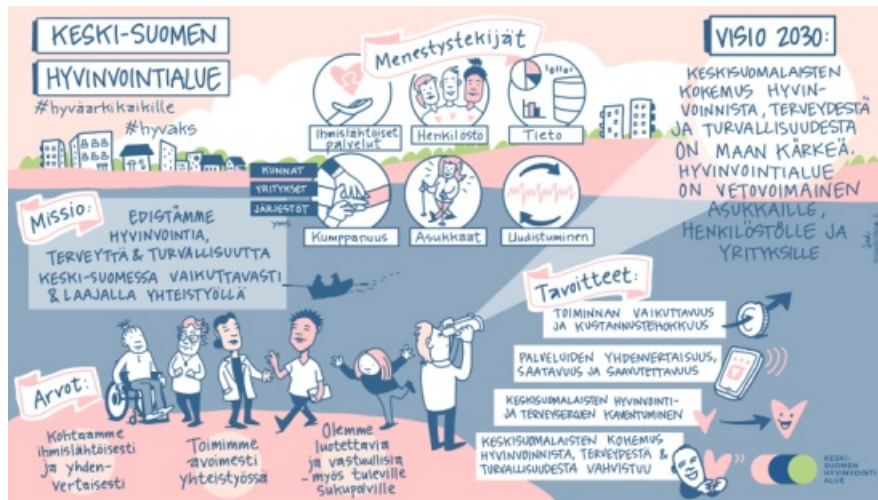 KESKI-SUOMEN
HYVINVOINTIALUE
#hyväarkikaikille
#hyvaks
Menestystekijät
Ihmislähtöiset
palvelut
Henkilöstö
Tieto
KUNNAT
YRITYKSET
JÄRJESTÖT
yms.
Kumppanuus
Asukkaat
Uudistuminen
VISIO 2030:
KESKISUOMALAISTEN
KOKEMUS HYVIN-
VOINNISTA, TERVEYDESTÄ
JA TURVALLISUUDESTA
ON MAAN KÄRKEÄ.
HYVINVOINTIALUE
ON VETOVOIMAINEN
ASUKKAILLE,
HENKILÖSTÖLLE JA
YRITYKSILLE
Missio:
EDISTÄMME
HYVINVOINTIA,
TERVEYTTÄ & TURVALLISUUTTA
KESKI-SUOMESSA VAIKUTTAVASTI
& LAAJALLA YHTEISTYÖLLÄ
Arvot:
Kohtaamme
ihmislähtöisesti
ja yhden-
vertaisesti
Toimimme
avoimesti
yhteistyössä
Olemme
luotettavia
ja vastuullisia
-myös tuleville
sukupolville
Tavoitteet:
TOIMINNAN VAIKUTTAVUUS
JA KUSTANNUSTEHOKKUUS
PALVELUIDEN YHDENVERTAISUUS,
SAATAVUUS JA SAAVUTETTAVUUS
KESKISUOMALAISTEN HYVINVOINTI-
JA TERVEYSEROJEN KAVENTUMINEN
KESKISUOMALAISTEN KOKEMUS
HYVINVOINNISTA, TERVEYDESTÄ &
TURVALLISUUDESTA VAHVISTUU
KESKI-
SUOMEN
HYVINVOINTI-
ALUE